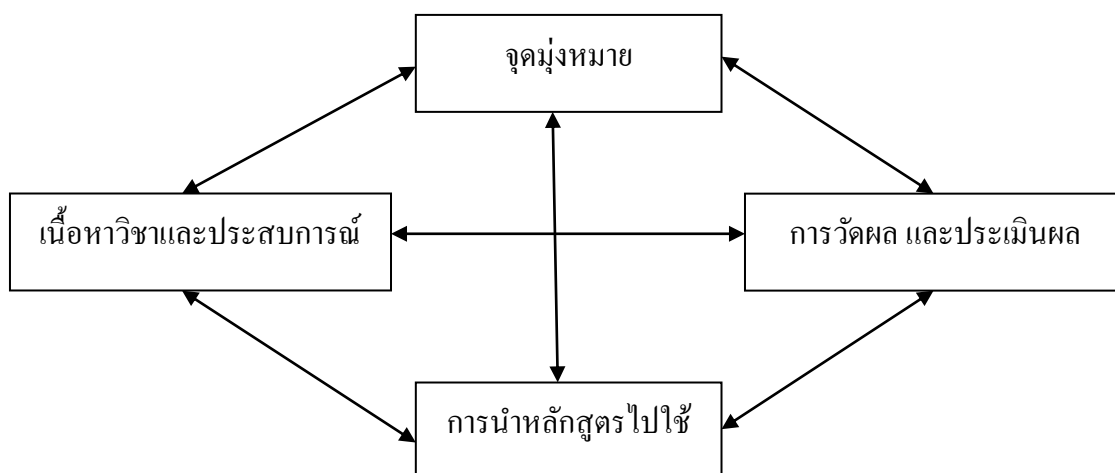 จุดมุ่งหมาย
เนื้อหาวิชาและประสบการณ์
การวัดผล และประเมินผล
การนำหลักสูตรไปใช้